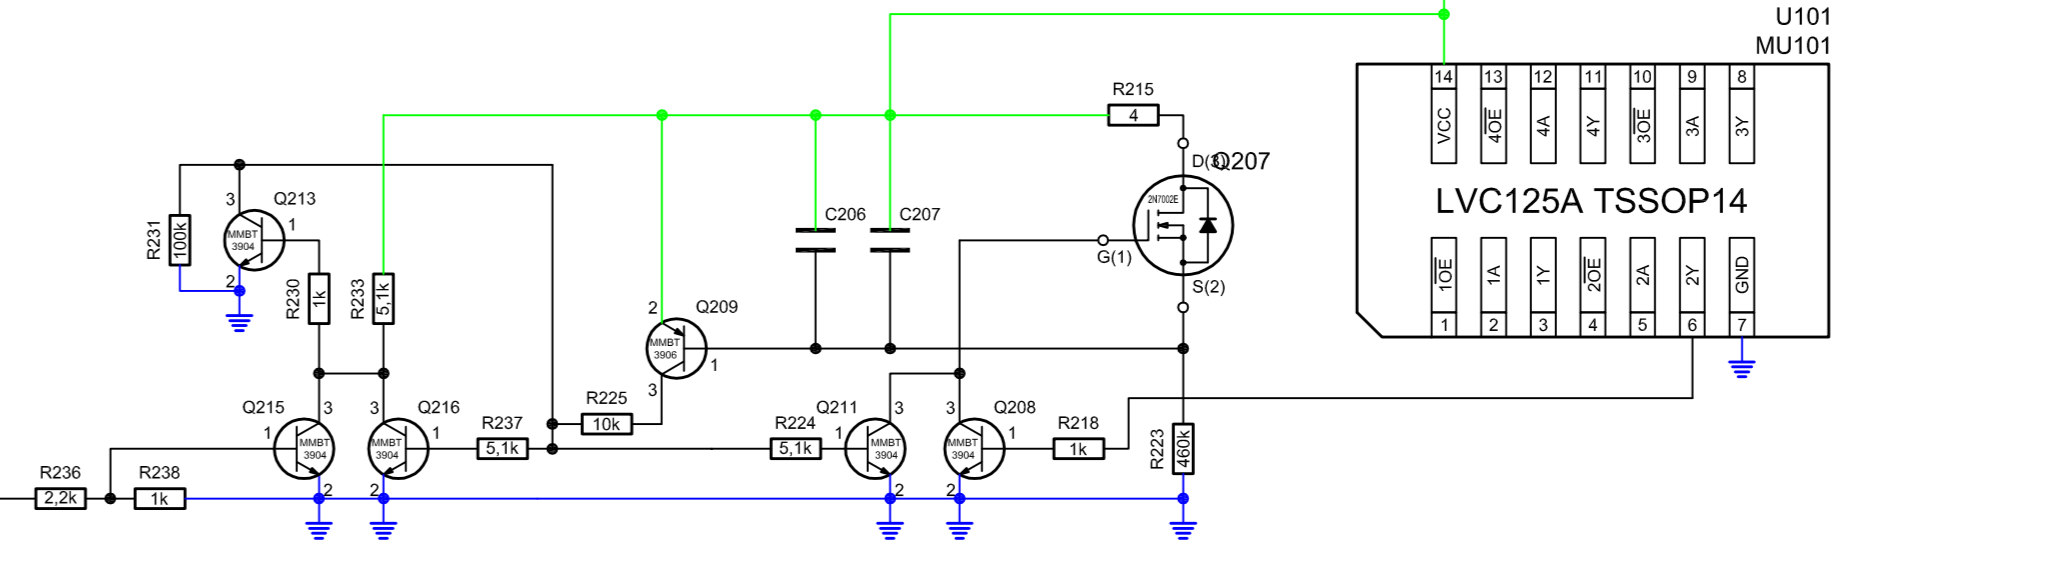 U101
MU101
R215
4
14 13 12 11 10 9 8
VCC 4OE 4A 4Y 3OE 3A 3Y
D(3)
Q207
2N7002E
G(1)
S(2)
LVC125A TSSOP14
1OE 1A 1Y 2OE 2A 2Y GND
1 2 3 4 5 6 7
3
Q213
1
MMBT
3904
2
R231
100k
R230
1k
R233
5,1k
C206
C207
2
Q209
MMBT
3906
1
3
R225
10k
Q215
3
1
MMBT
3904
2
3
Q216
1
MMBT
3904
2
R237
5,1k
R224
5,1k
Q211
3
1
MMBT
3904
2
3
Q208
1
MMBT
3904
2
R218
1k
R223
460k
R236
2,2k
R238
1k